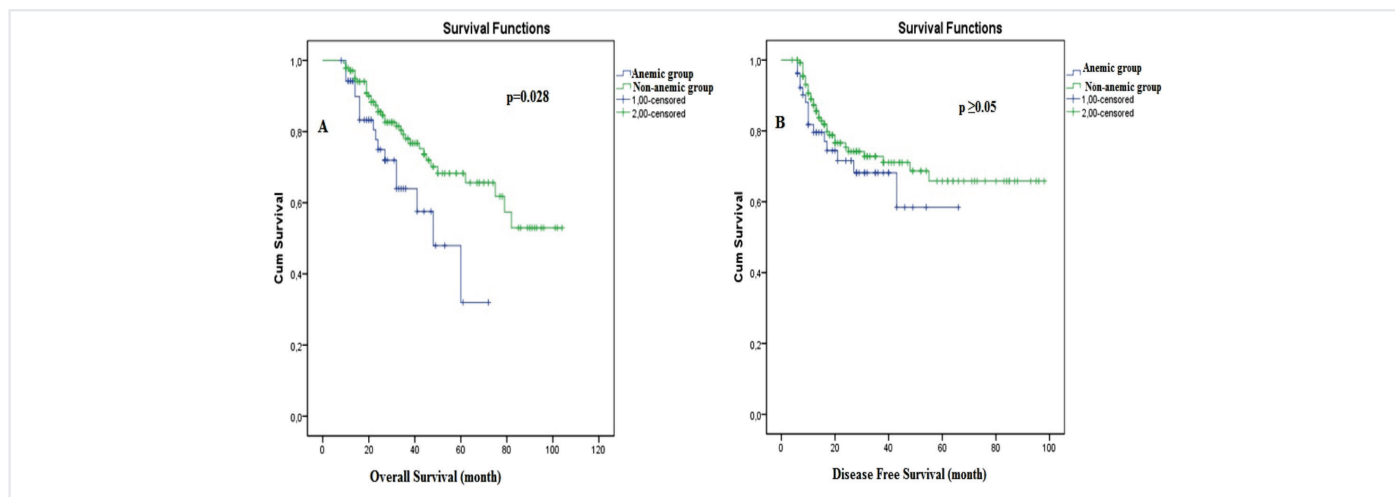 Survival Functions
1,0
0,8
0,6
0,4
0,2
0,0
Cum Survival
A
p=0.028
Anemic group
Non-anemic group
1,00-censored
2,00-censored
0 20 40 60 80 100 120
Overall Survival (month)
Survival Functions
1,0
0,8
0,6
0,4
0,2
0,0
Cum Survival
B
p ≥0.05
Anemic group
Non-anemic group
1,00-censored
2,00-censored
0 20 40 60 80 100
Disease Free Survival (month)